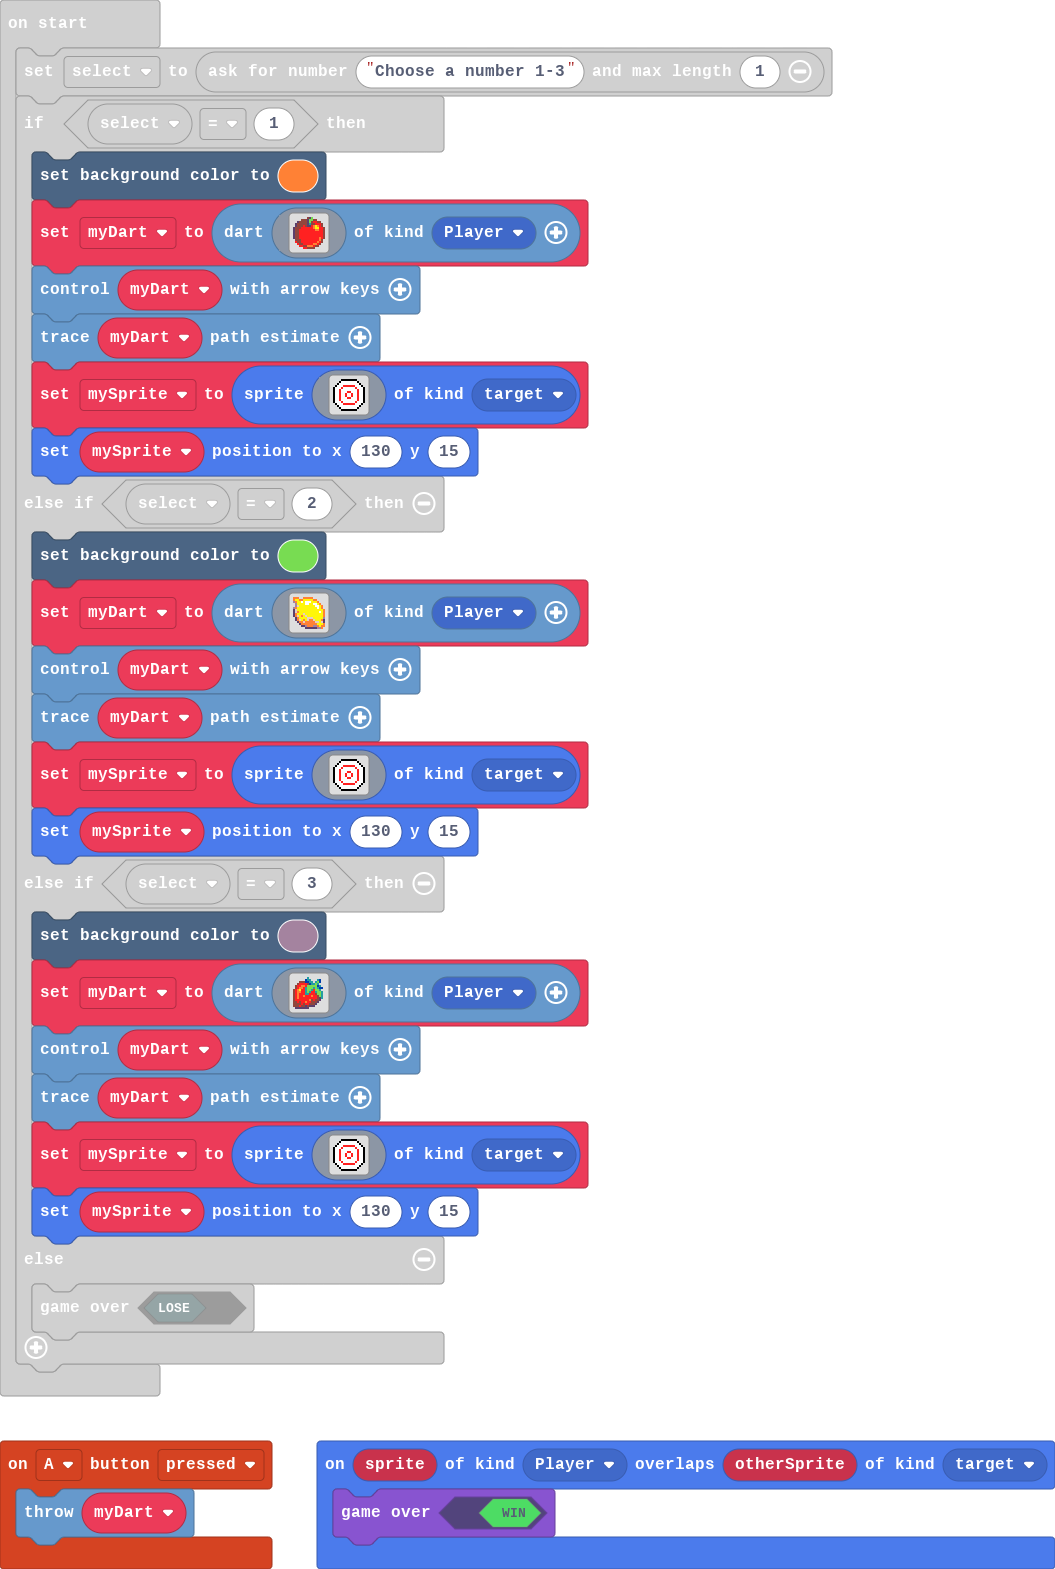 on start
set select to ask for number "Choose a number 1-3" and max length 1
if select = 1 then
set background color to
set myDart to dart of kind Player
control myDart with arrow keys
trace myDart path estimate
set mySprite to sprite of kind target
set mySprite position to x 130 y 15
else if select = 2 then
set background color to
set myDart to dart of kind Player
control myDart with arrow keys
trace myDart path estimate
set mySprite to sprite of kind target
set mySprite position to x 130 y 15
else if select = 3 then
set background color to
set myDart to dart of kind Player
control myDart with arrow keys
trace myDart path estimate
set mySprite to sprite of kind target
set mySprite position to x 130 y 15
else
game over LOSE
on A button pressed
throw myDart
on sprite of kind Player overlaps otherSprite of kind target
game over WIN